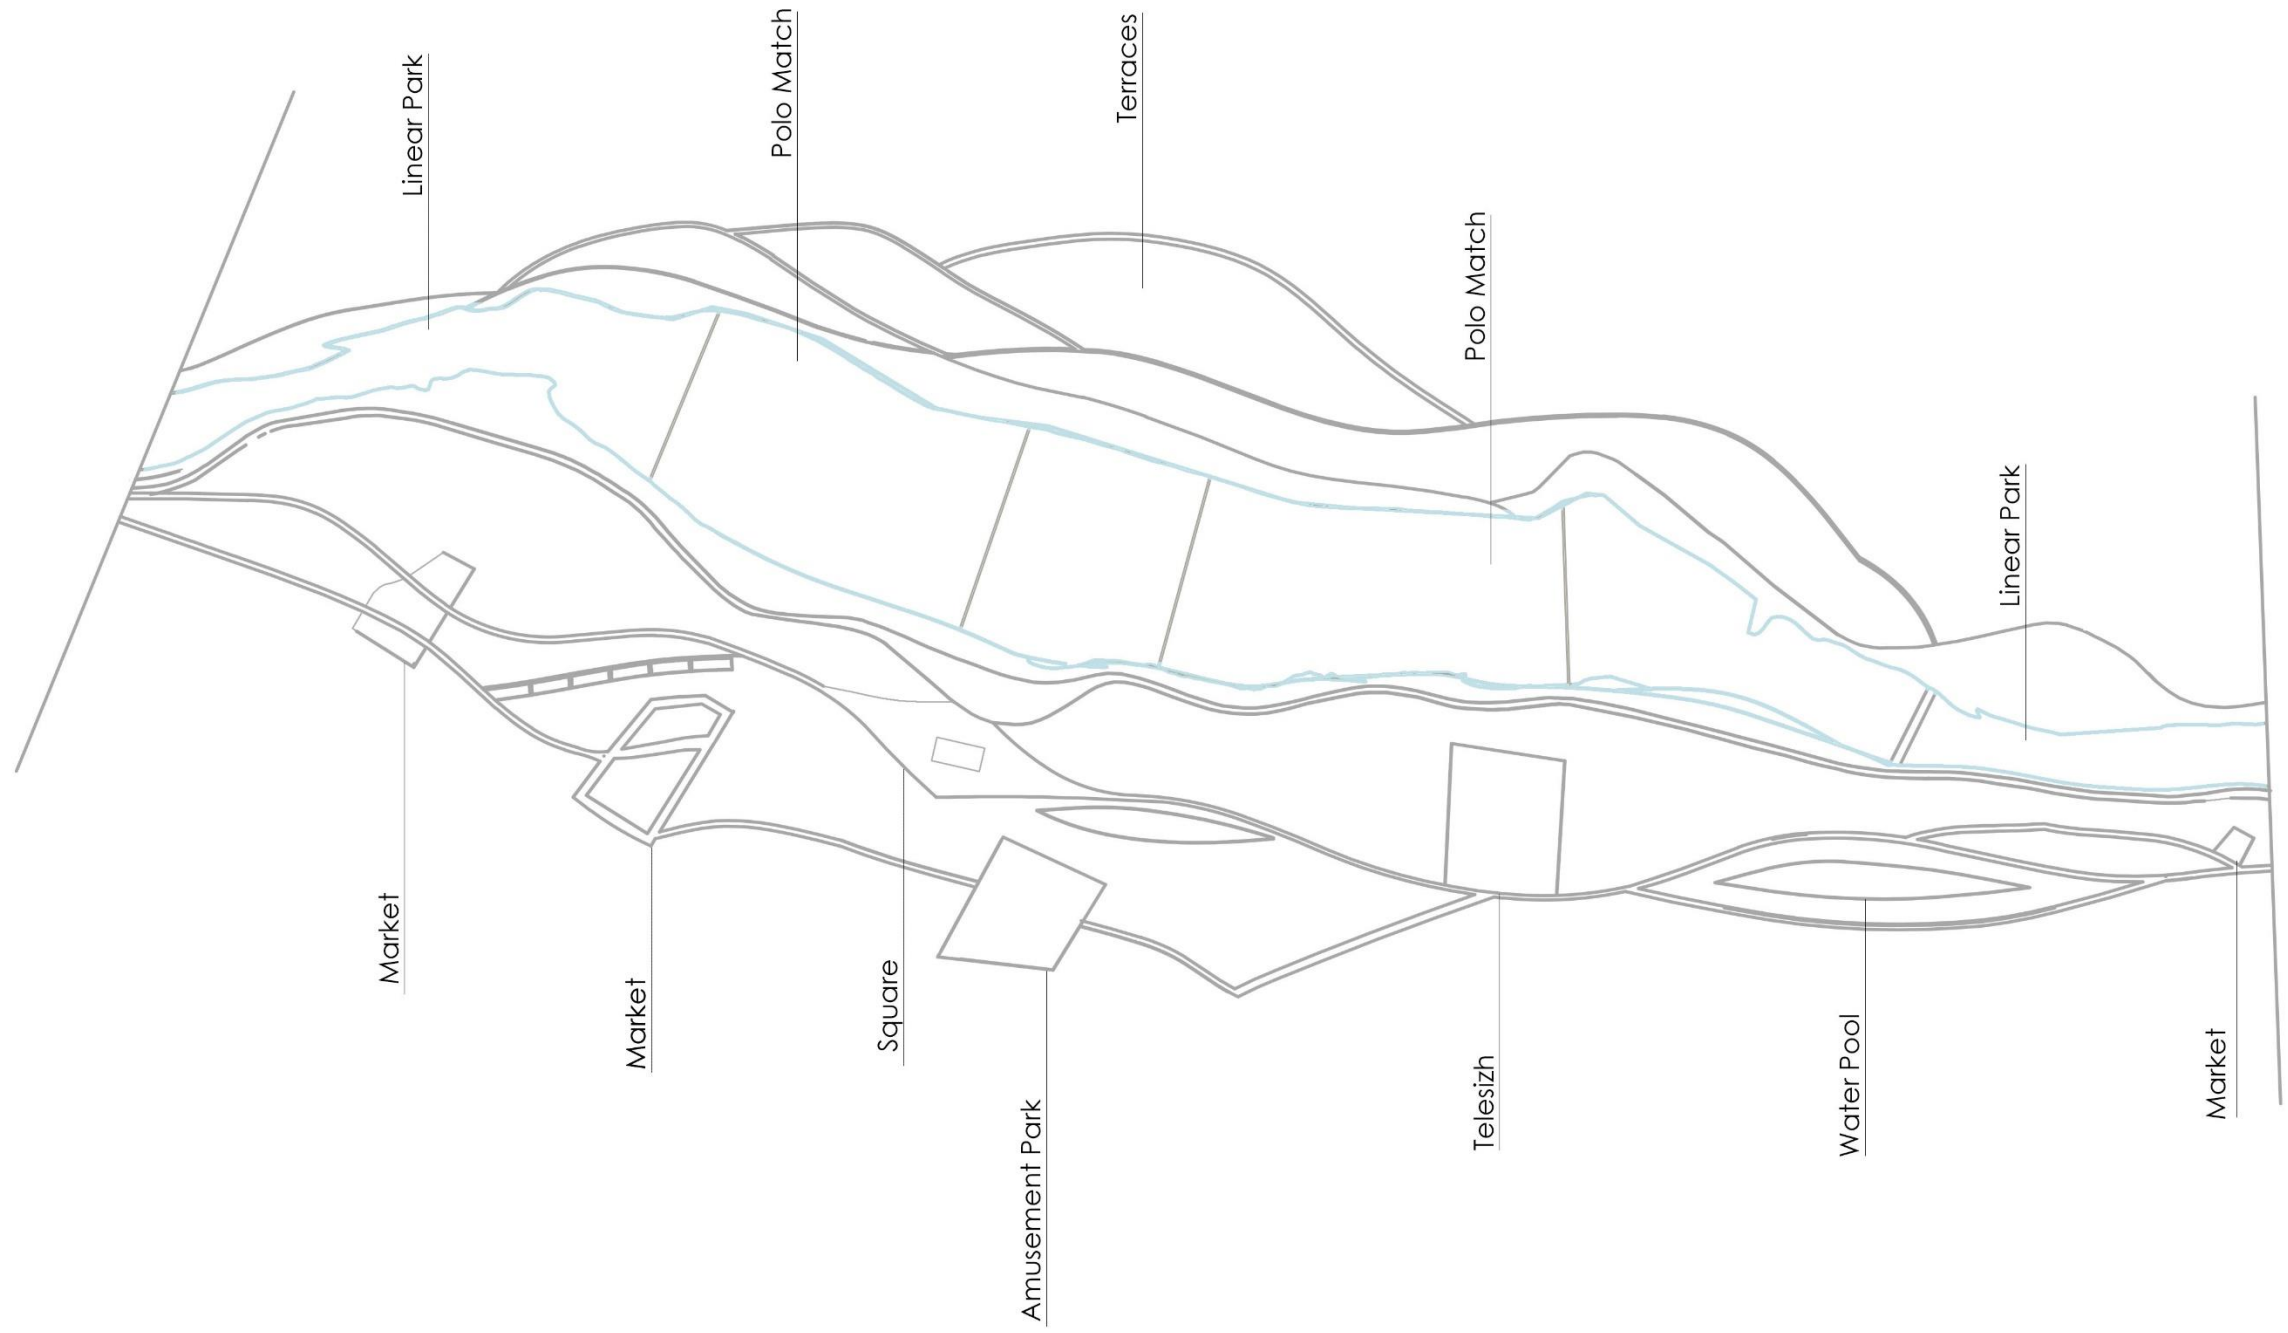 Linear Park
Polo Match
Terraces
Polo Match
Linear Park
Market
Market
Square
Amusement Park
Telesizh
Water Pool
Market